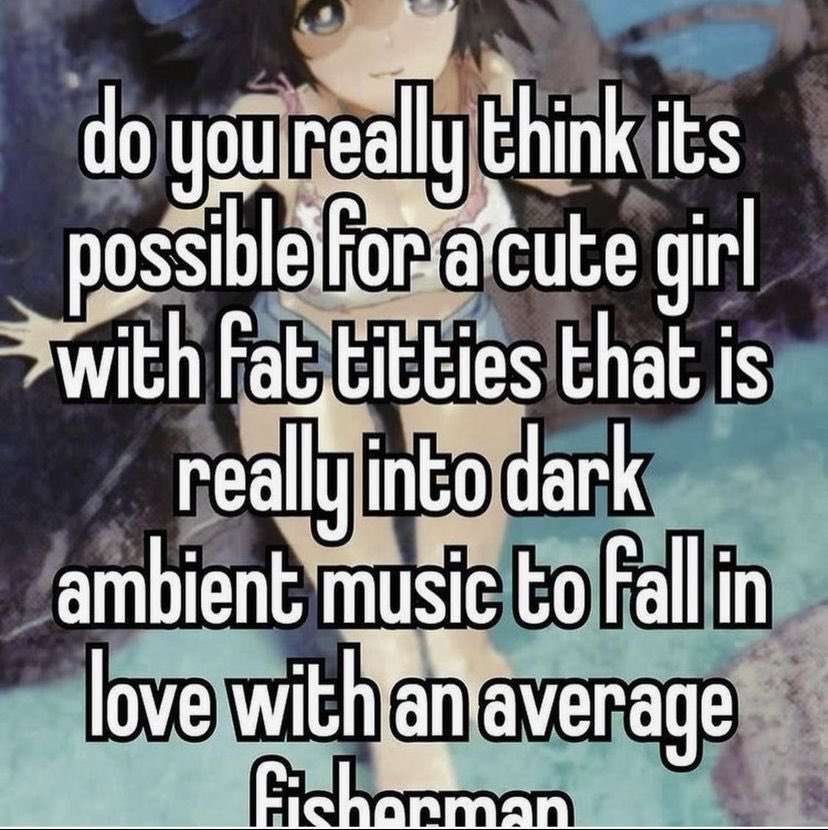 do you really think its
possible for a cute girl
with fat titties that is
really into dark
ambient music to fall in
love with an average
fisherman